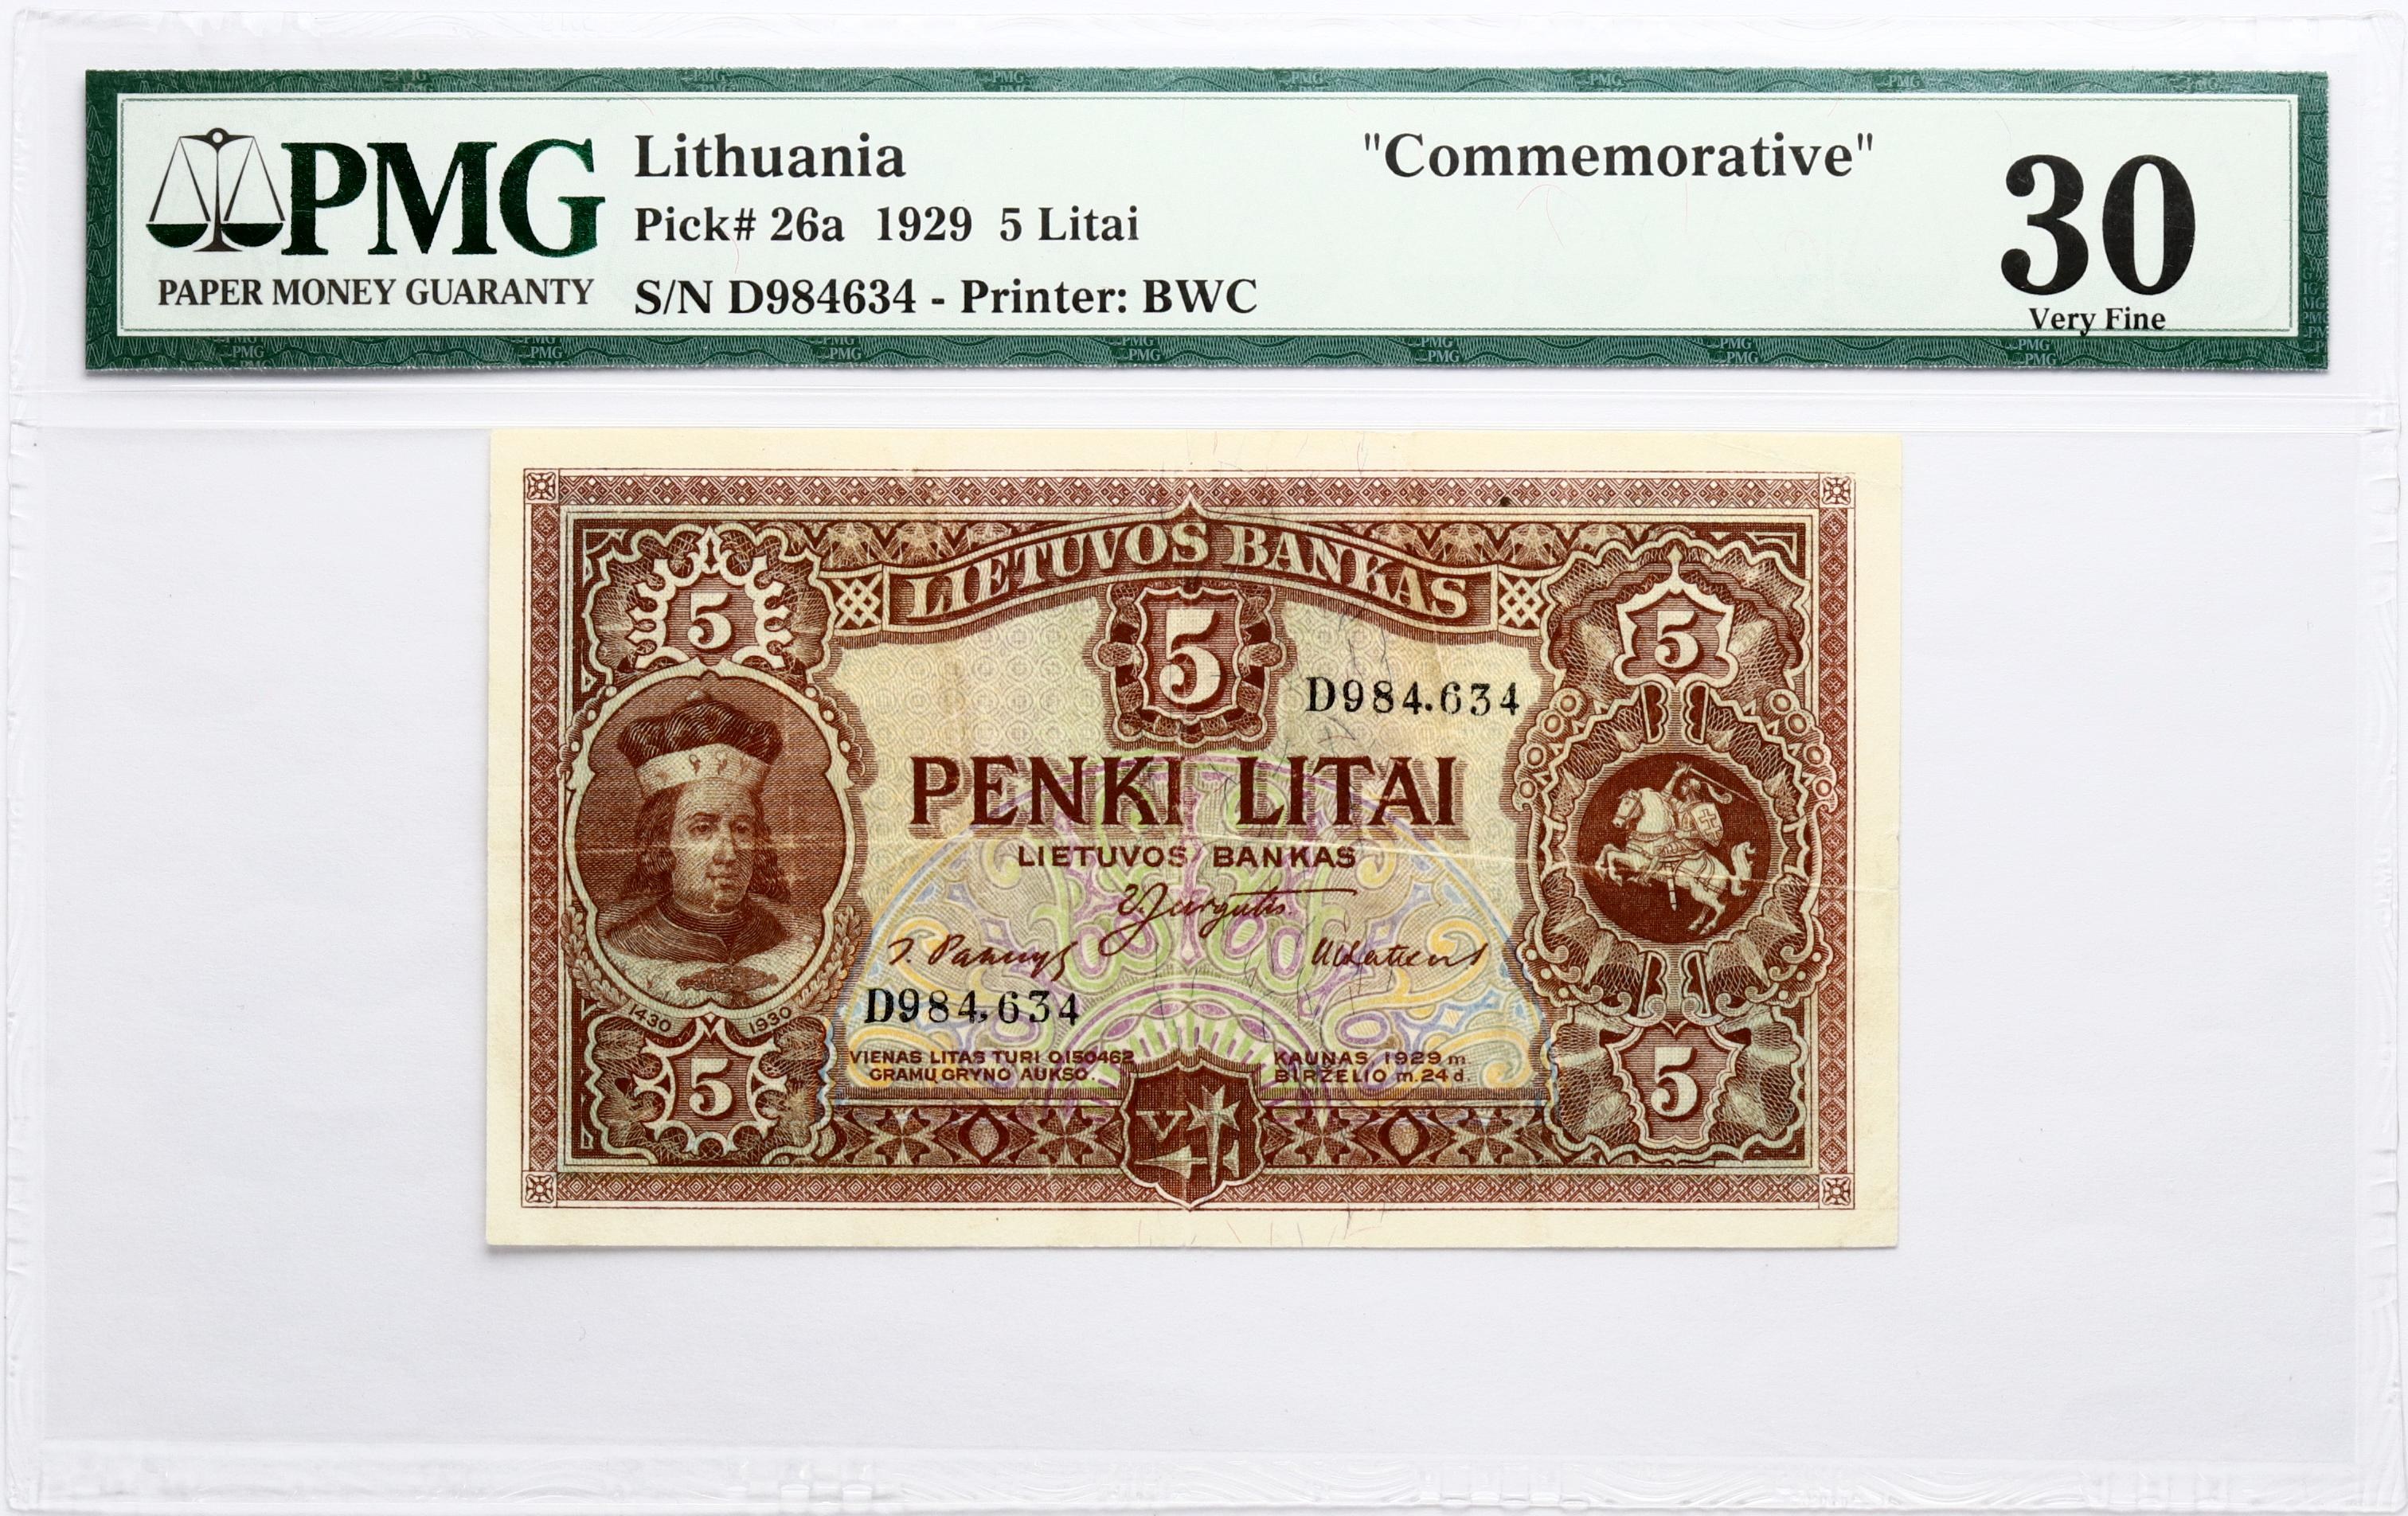 PMG
PAPER MONEY GUARANTY
Lithuania
"Commemorative"
Pick# 26a 1929 5 Litai
S/N D984634 - Printer: BWC
30
Very Fine
LIETUVOS BANKAS
5
5
5
D984.634
PENKI LITAI
LIETUVOS BANKAS
V. Jurgutis
D984.634
1430 1930
VIENAS LITAS TURI 0,150462
GRAMŲ GRYNO AUKSO.
KAUNAS, 1929 m
BIRŽELIO m. 24 d.
5
5